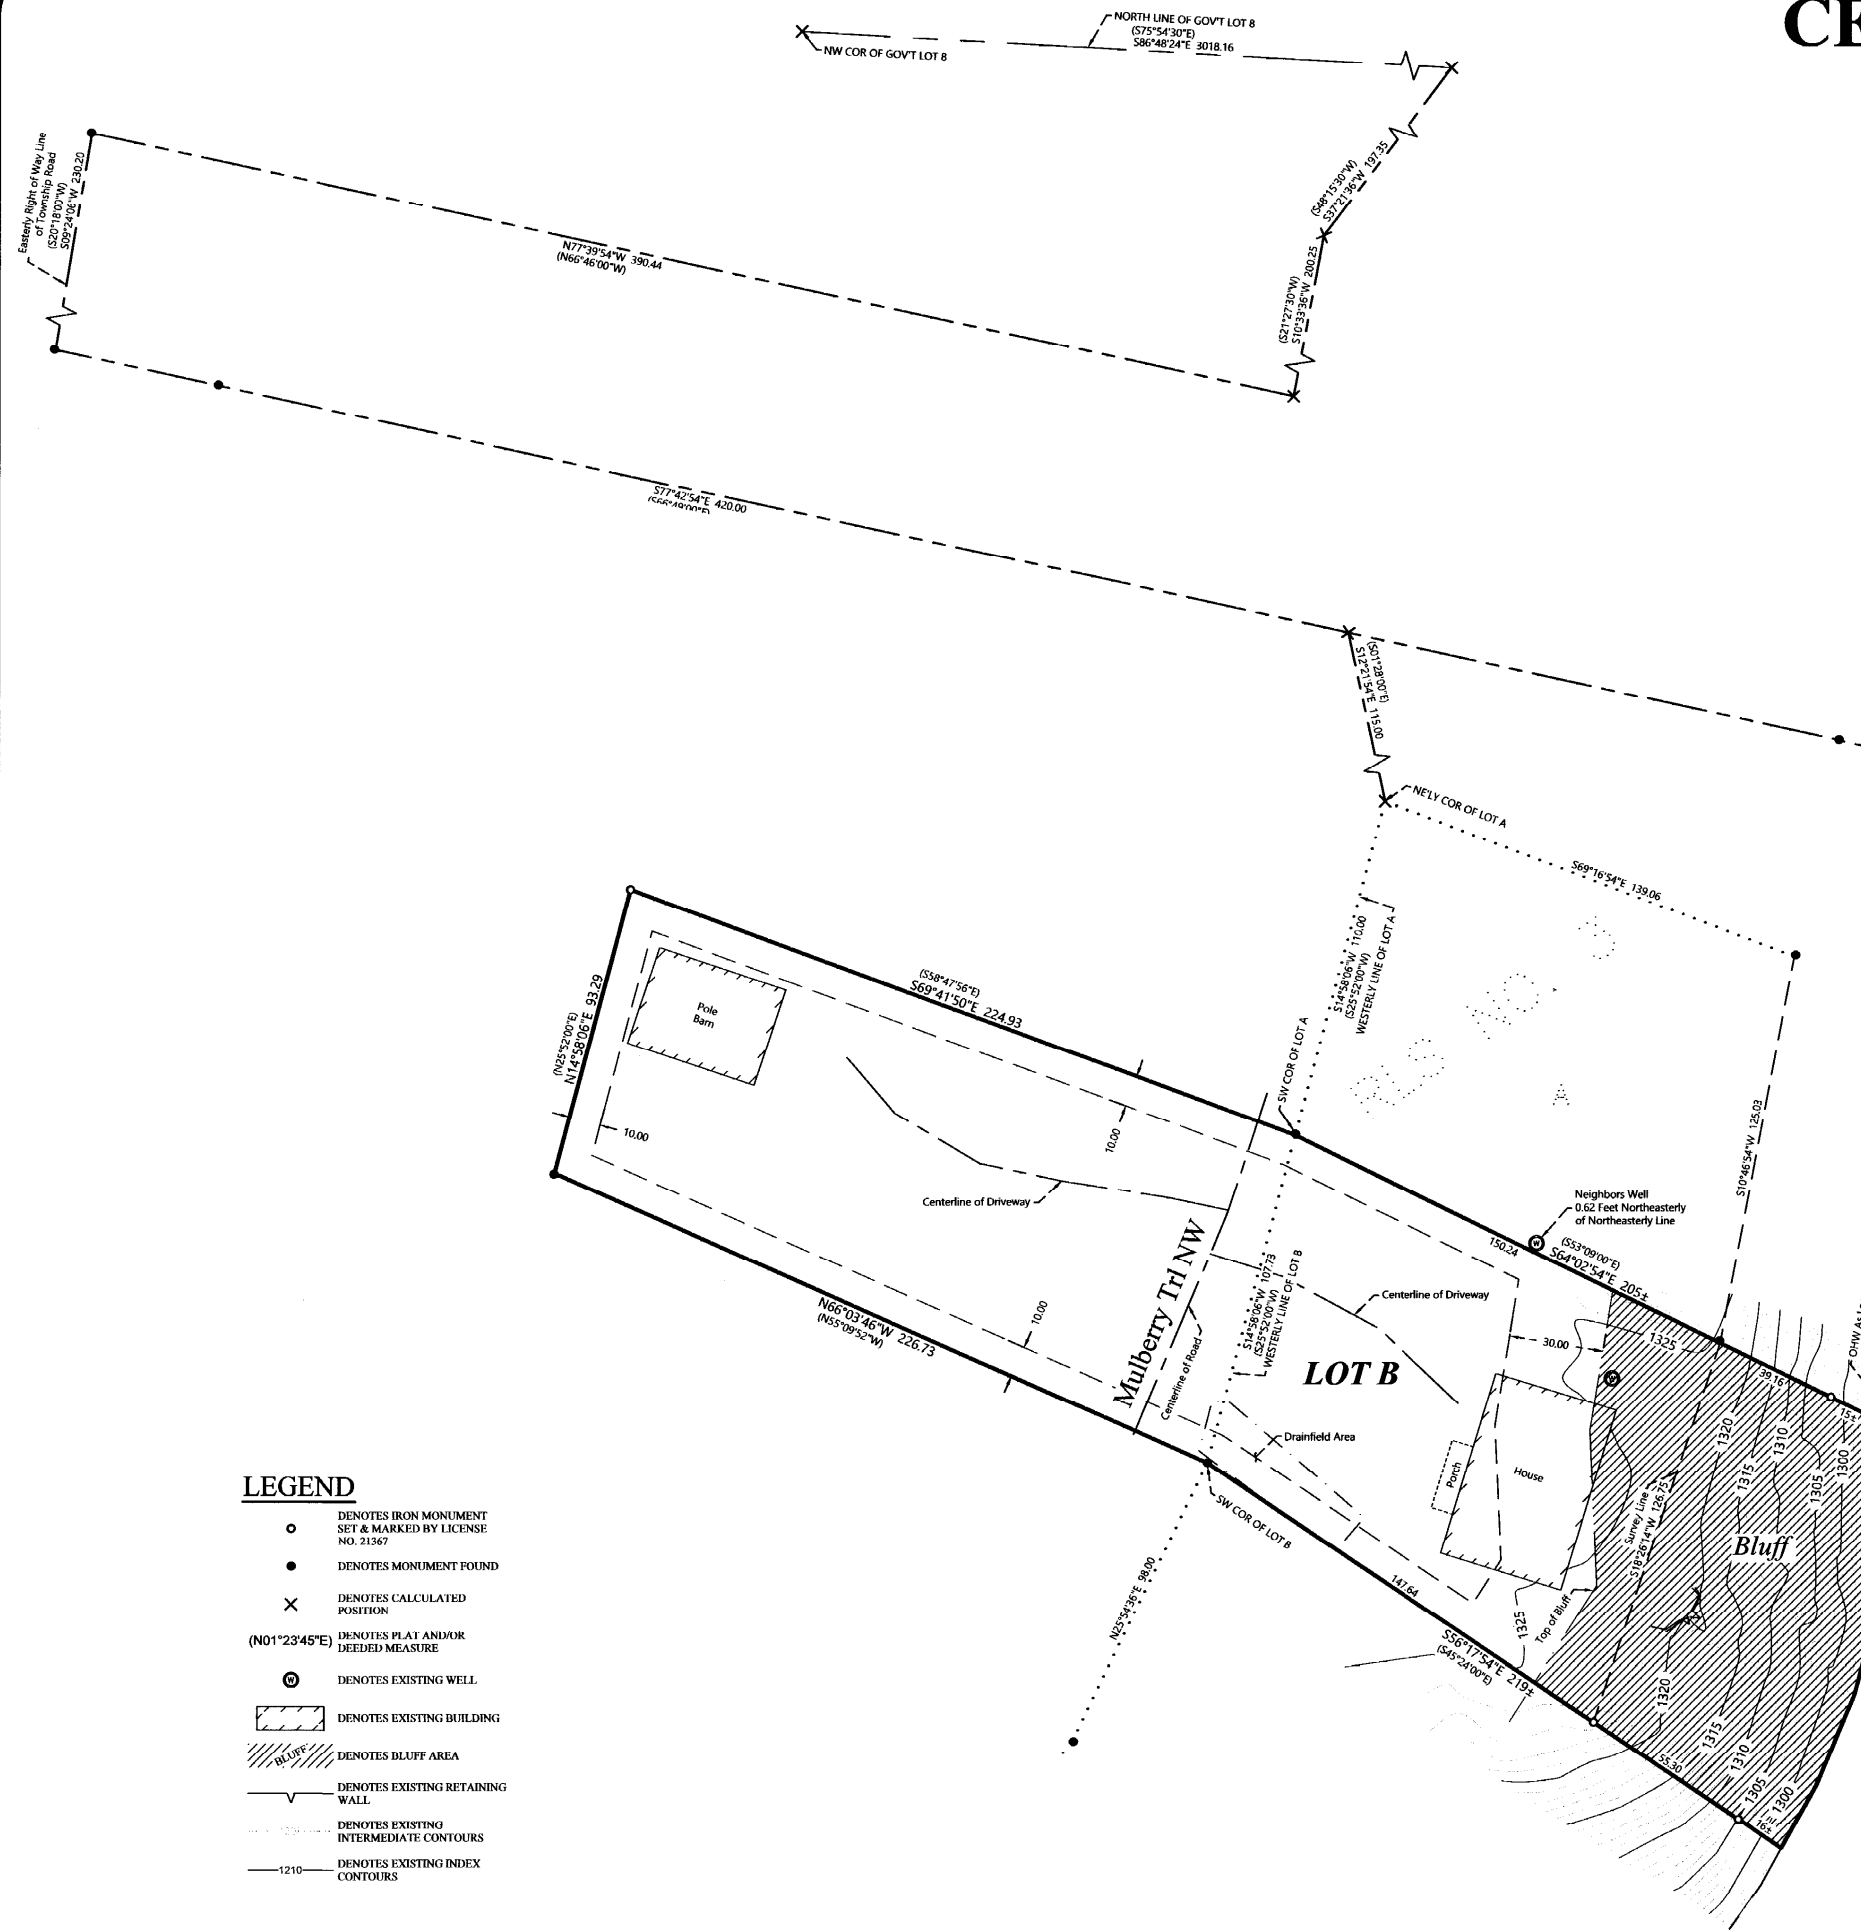 CE
NORTH LINE OF GOV'T LOT 8
(S75°54'30"E)
S86°48'24"E 3018.16
NW COR OF GOV'T LOT 8
Easterly Right of Way Line
of Township Road
(S20°18'00"W)
S09°24'06"W 230.20
(S48°15'30"W)
S37°21'36"W 197.35
(S21°27'30"W)
S10°33'36"W 200.25
N77°39'54"W 390.44
(N66°46'00"W)
S77°42'54"E 420.00
(S66°49'00"E)
(S01°28'00"E)
S12°21'54"E 115.00
NE'LY COR OF LOT A
S69°16'54"E 139.06
S14°58'06"W 110.00
(S25°52'00"W)
WESTERLY LINE OF LOT A
SW COR OF LOT A
A
S10°46'54"W 125.03
(S58°47'56"E)
S69°41'50"E 224.93
(N25°52'00"E)
N14°58'06"E 93.29
Pole
Barn
10.00
10.00
Centerline of Driveway
Neighbors Well
0.62 Feet Northeasterly
of Northeasterly Line
W
(S53°09'00"E)
S64°02'54"E 205±
150.24
Mulberry Trl NW
Centerline of Road
S14°58'06"W 107.73
(S25°52'00"W)
WESTERLY LINE OF LOT B
Centerline of Driveway
30.00
1325
10.00
N66°03'46"W 226.73
(N55°09'52"W)
LOT B
W
39.16
15±
Drainfield Area
Porch
House
SW COR OF LOT B
Survey Line
S18°26'14"W 126.75
1320
1315
1310
1305
1300
Bluff
N25°54'36"E 98.00
147.64
1325
Top of Bluff
S56°17'54"E 219±
(S45°24'00"E)
1320
1315
1310
1305
1300
55.30
16±
LEGEND
DENOTES IRON MONUMENT
SET & MARKED BY LICENSE
NO. 21367
DENOTES MONUMENT FOUND
DENOTES CALCULATED
POSITION
(N01°23'45"E) DENOTES PLAT AND/OR
DEEDED MEASURE
W DENOTES EXISTING WELL
DENOTES EXISTING BUILDING
BLUFF DENOTES BLUFF AREA
DENOTES EXISTING RETAINING
WALL
DENOTES EXISTING
INTERMEDIATE CONTOURS
1210 DENOTES EXISTING INDEX
CONTOURS